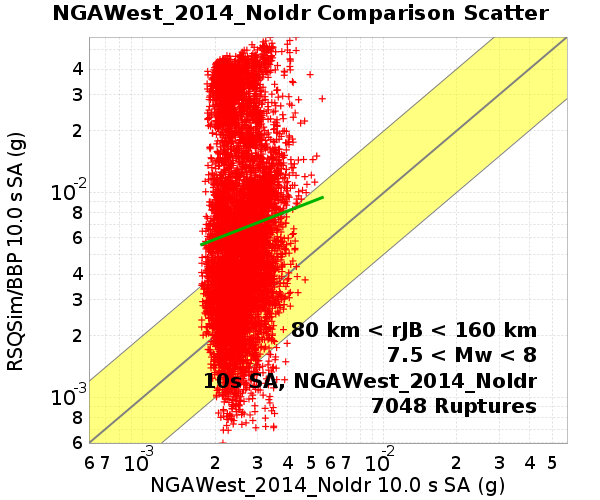 NGAWest_2014_NoIdr Comparison Scatter
RSQSim/BBP 10.0 s SA (g)
4
3
2
10^-2
8
6
4
3
2
10^-3
8
6
80 km < rJB < 160 km
7.5 < Mw < 8
10s SA, NGAWest_2014_NoIdr
7048 Ruptures
6 7 10^-3 2 3 4 5 6 7 10^-2 2 3 4 5
NGAWest_2014_NoIdr 10.0 s SA (g)